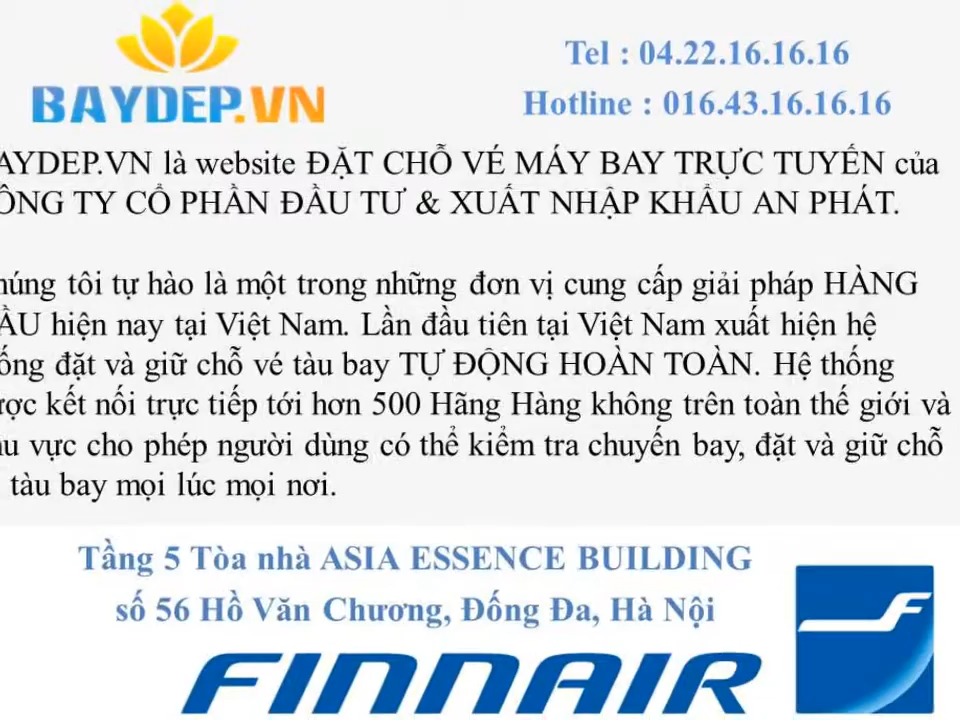 BAYDEP.VN
Tel : 04.22.16.16.16
Hotline : 016.43.16.16.16
AYDEP.VN là website ĐẶT CHỖ VÉ MÁY BAY TRỰC TUYẾN của
ÔNG TY CỔ PHẦN ĐẦU TƯ & XUẤT NHẬP KHẨU AN PHÁT.
húng tôi tự hào là một trong những đơn vị cung cấp giải pháp HÀNG
ẦU hiện nay tại Việt Nam. Lần đầu tiên tại Việt Nam xuất hiện hệ
ống đặt và giữ chỗ vé tàu bay TỰ ĐỘNG HOÀN TOÀN. Hệ thống
ược kết nối trực tiếp tới hơn 500 Hãng Hàng không trên toàn thế giới và
u vực cho phép người dùng có thể kiểm tra chuyến bay, đặt và giữ chỗ
tàu bay mọi lúc mọi nơi.
Tầng 5 Tòa nhà ASIA ESSENCE BUILDING
số 56 Hồ Văn Chương, Đống Đa, Hà Nội
FINNAIR